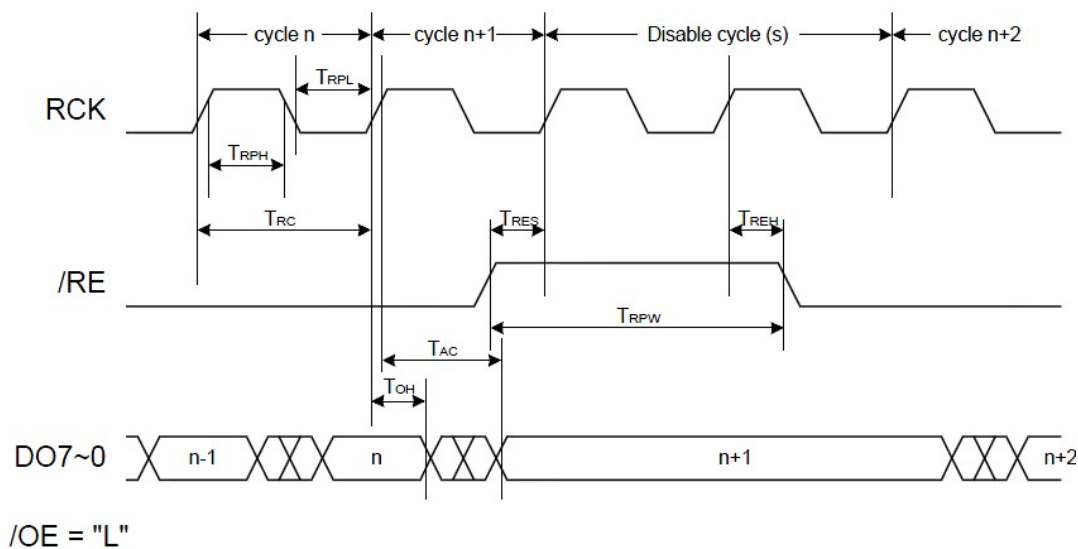 cycle n
cycle n+1
Disable cycle (s)
cycle n+2
TRPL
RCK
TRPH
TRC
TRES
TREH
/RE
TRPW
TAC
TOH
DO7~0
n-1
n
n+1
n+2
/OE = "L"